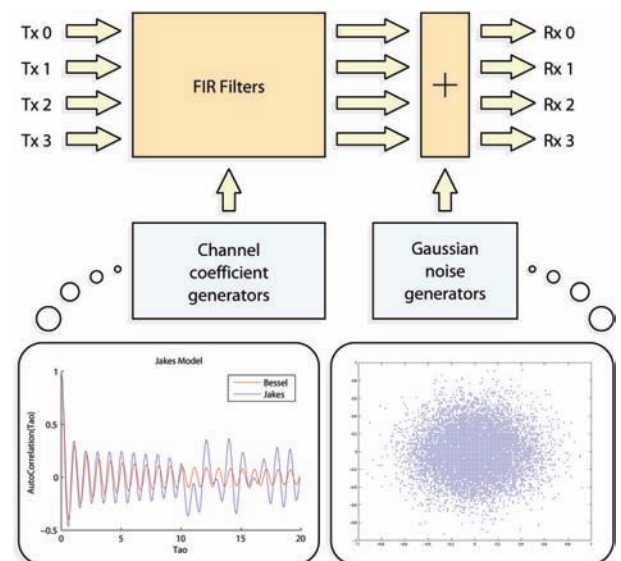 Tx 0
Rx 0
Tx 1
FIR Filters
Rx 1
+
Tx 2
Rx 2
Tx 3
Rx 3
Channel
coefficient
generators
Gaussian
noise
generators
Jakes Model
Bessel
Jakes
AutoCorrelation(Tao)
1
0.5
0
−0.5
0
5
10
15
20
Tao